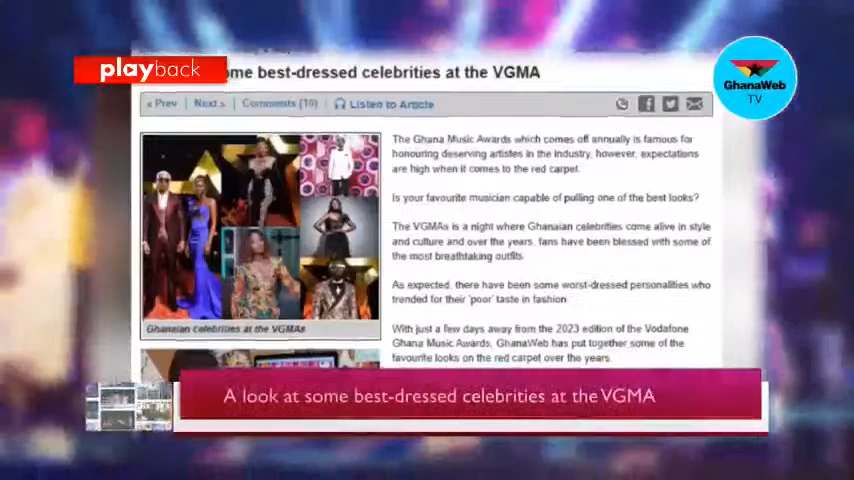 playback
GhanaWeb
TV
ome best-dressed celebrities at the VGMA
« Prev
Next »
Comments (10)
Listen to Article
The Ghana Music Awards which comes off annually is famous for
honouring deserving artistes in the industry, however, expectations
are high when it comes to the red carpet.
Is your favourite musician capable of pulling one of the best looks?
The VGMAs is a night where Ghanaian celebrities come alive in style
and culture and over the years, fans have been blessed with some of
the most breathtaking outfits
As expected, there have been some worst-dressed personalities who
trended for their 'poor' taste in fashion
With just a few days away from the 2023 edition of the Vodafone
Ghana Music Awards, GhanaWeb has put together some of the
favourite looks on the red carpet over the years
Ghanaian celebrities at the VGMAs
A look at some best-dressed celebrities at the VGMA